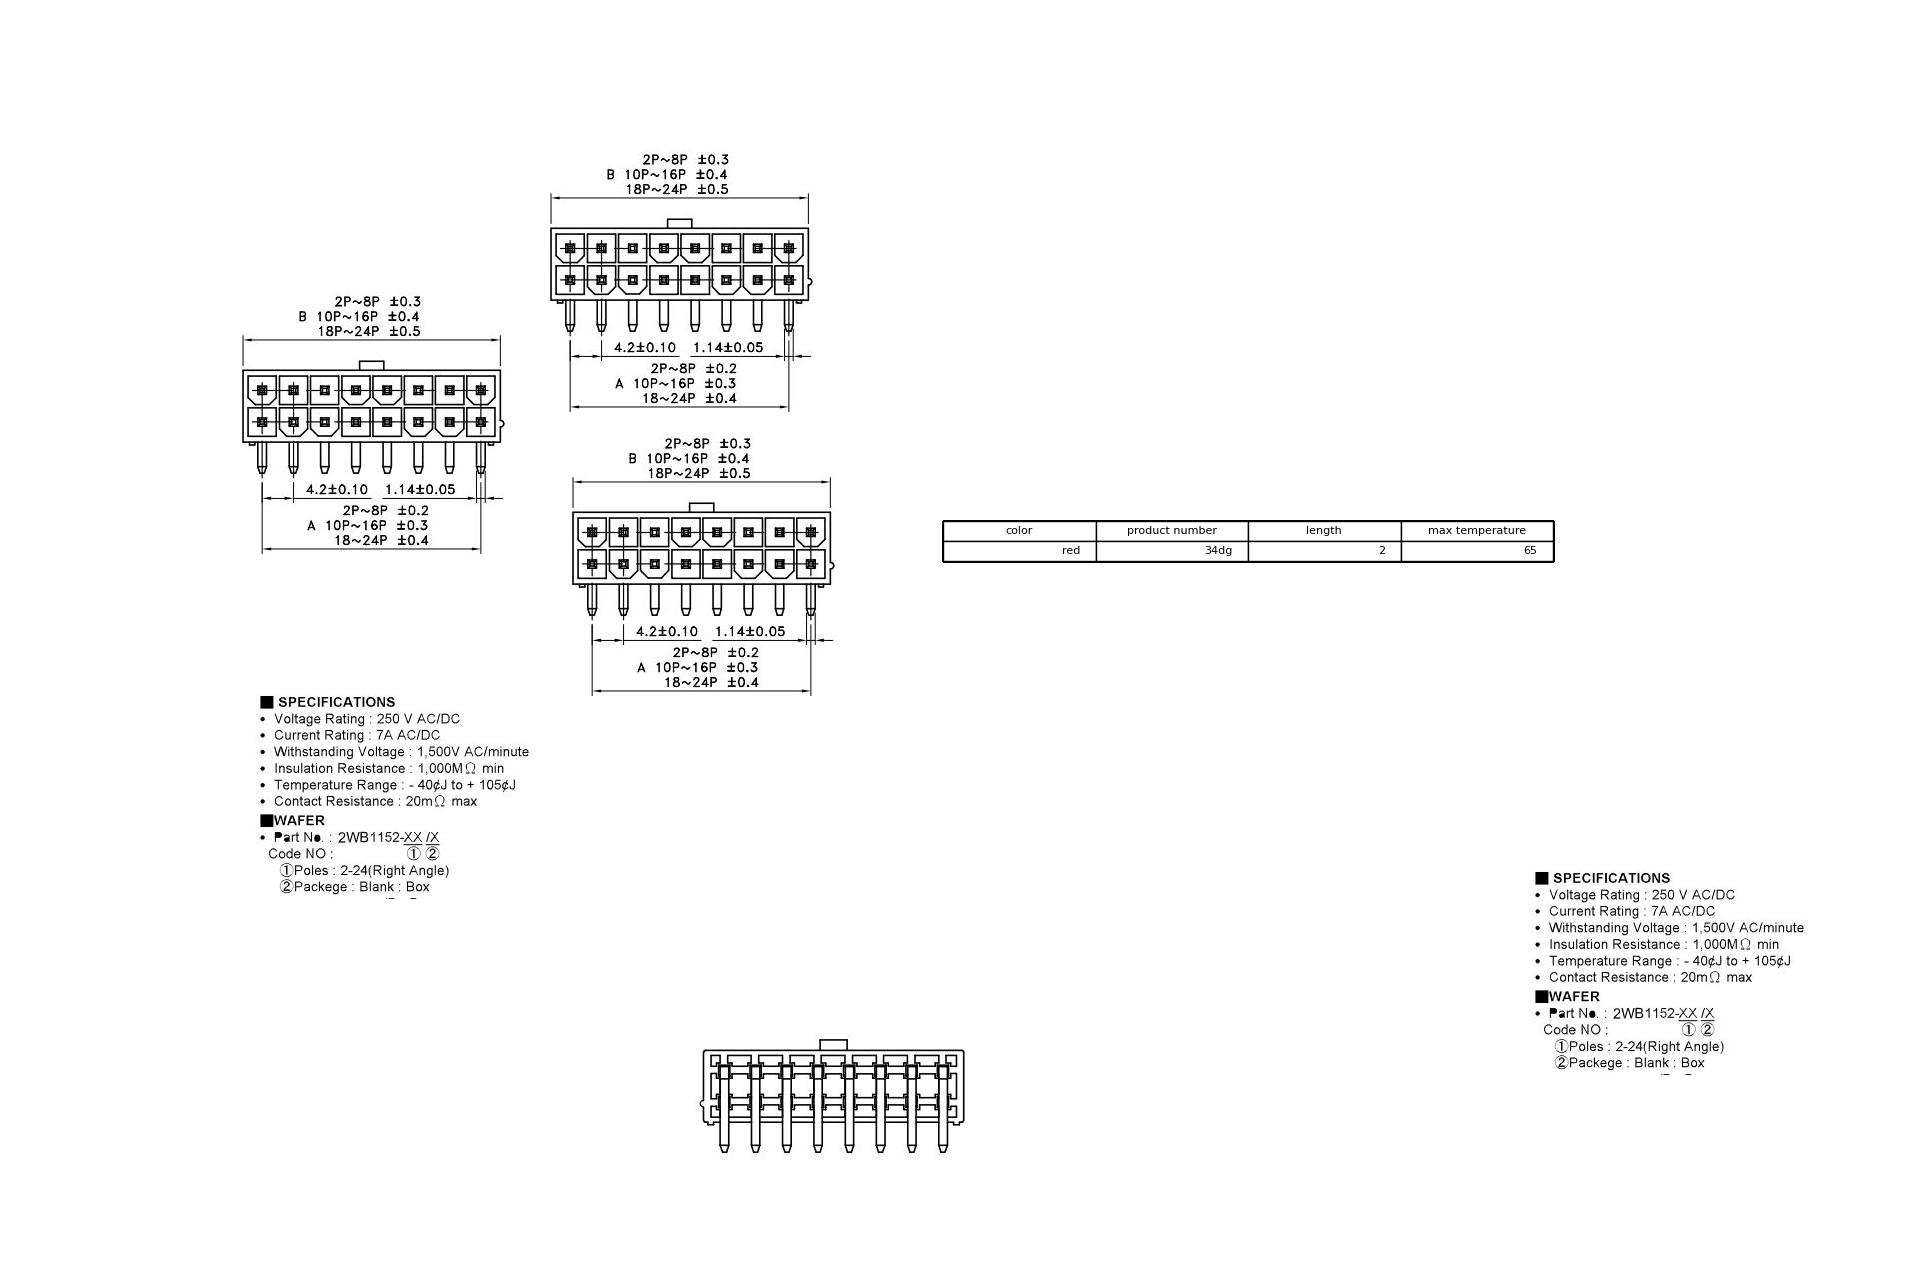 2P~8P ±0.3
B 10P~16P ±0.4
18P~24P ±0.5
4.2±0.10 1.14±0.05
2P~8P ±0.2
A 10P~16P ±0.3
18~24P ±0.4
2P~8P ±0.3
B 10P~16P ±0.4
18P~24P ±0.5
4.2±0.10 1.14±0.05
2P~8P ±0.2
A 10P~16P ±0.3
18~24P ±0.4
2P~8P ±0.3
B 10P~16P ±0.4
18P~24P ±0.5
4.2±0.10 1.14±0.05
2P~8P ±0.2
A 10P~16P ±0.3
18~24P ±0.4
color product number length max temperature
red 34dg 2 65
■ SPECIFICATIONS
• Voltage Rating : 250 V AC/DC
• Current Rating : 7A AC/DC
• Withstanding Voltage : 1,500V AC/minute
• Insulation Resistance : 1,000MΩ min
• Temperature Range : - 40¢J to + 105¢J
• Contact Resistance : 20mΩ max
■WAFER
• Part No. : 2WB1152-XX /X
Code NO : ① ②
①Poles : 2-24(Right Angle)
②Packege : Blank : Box
■ SPECIFICATIONS
• Voltage Rating : 250 V AC/DC
• Current Rating : 7A AC/DC
• Withstanding Voltage : 1,500V AC/minute
• Insulation Resistance : 1,000MΩ min
• Temperature Range : - 40¢J to + 105¢J
• Contact Resistance : 20mΩ max
■WAFER
• Part No. : 2WB1152-XX /X
Code NO : ① ②
①Poles : 2-24(Right Angle)
②Packege : Blank : Box